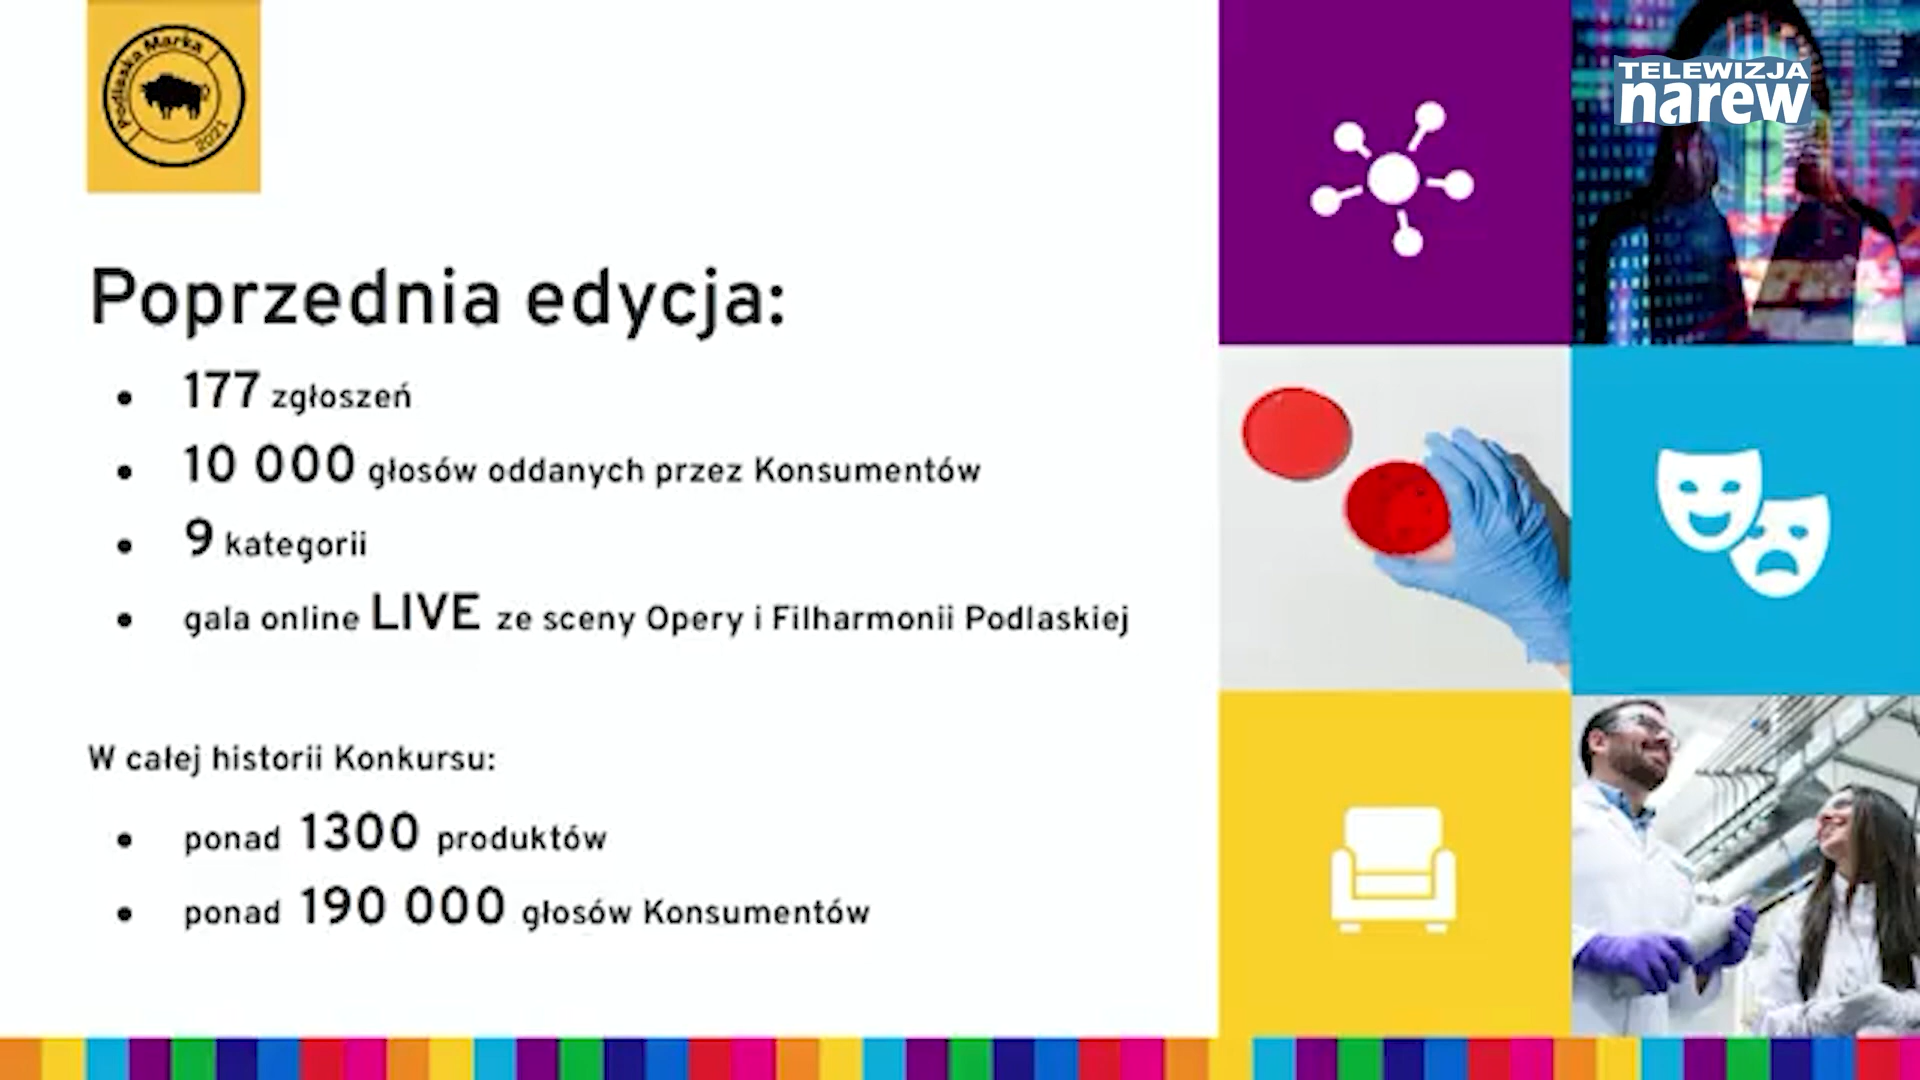 Podlaska Marka
2021
TELEWIZJA
narew
Poprzednia edycja:
• 177 zgłoszeń
• 10 000 głosów oddanych przez Konsumentów
• 9 kategorii
• gala online LIVE ze sceny Opery i Filharmonii Podlaskiej
W całej historii Konkursu:
• ponad 1300 produktów
• ponad 190 000 głosów Konsumentów